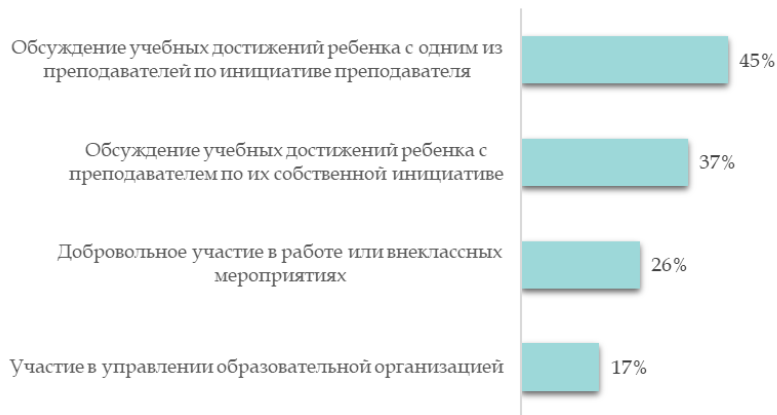 Обсуждение учебных достижений ребенка с одним из
преподавателей по инициативе преподавателя
45%
Обсуждение учебных достижений ребенка с
преподавателем по их собственной инициативе
37%
Добровольное участие в работе или внеклассных
мероприятиях
26%
Участие в управлении образовательной организацией
17%